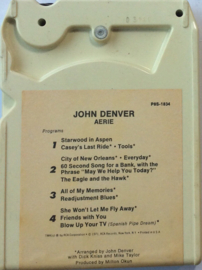 P8S-1834
JOHN DENVER
AERIE
Programs:
1 Starwood in Aspen
Casey's Last Ride • Tools
City of New Orleans • Everyday*
2 60 Second Song for a Bank, with the
Phrase "May We Help You Today?"
The Eagle and the Hawk*
3 All of My Memories*
Readjustment Blues*
She Won't Let Me Fly Away*
4 Friends with You
Blow Up Your TV (Spanish Pipe Dream)*
*Arranged by John Denver
with Dick Kniss and Mike Taylor
Produced by Milton Okun